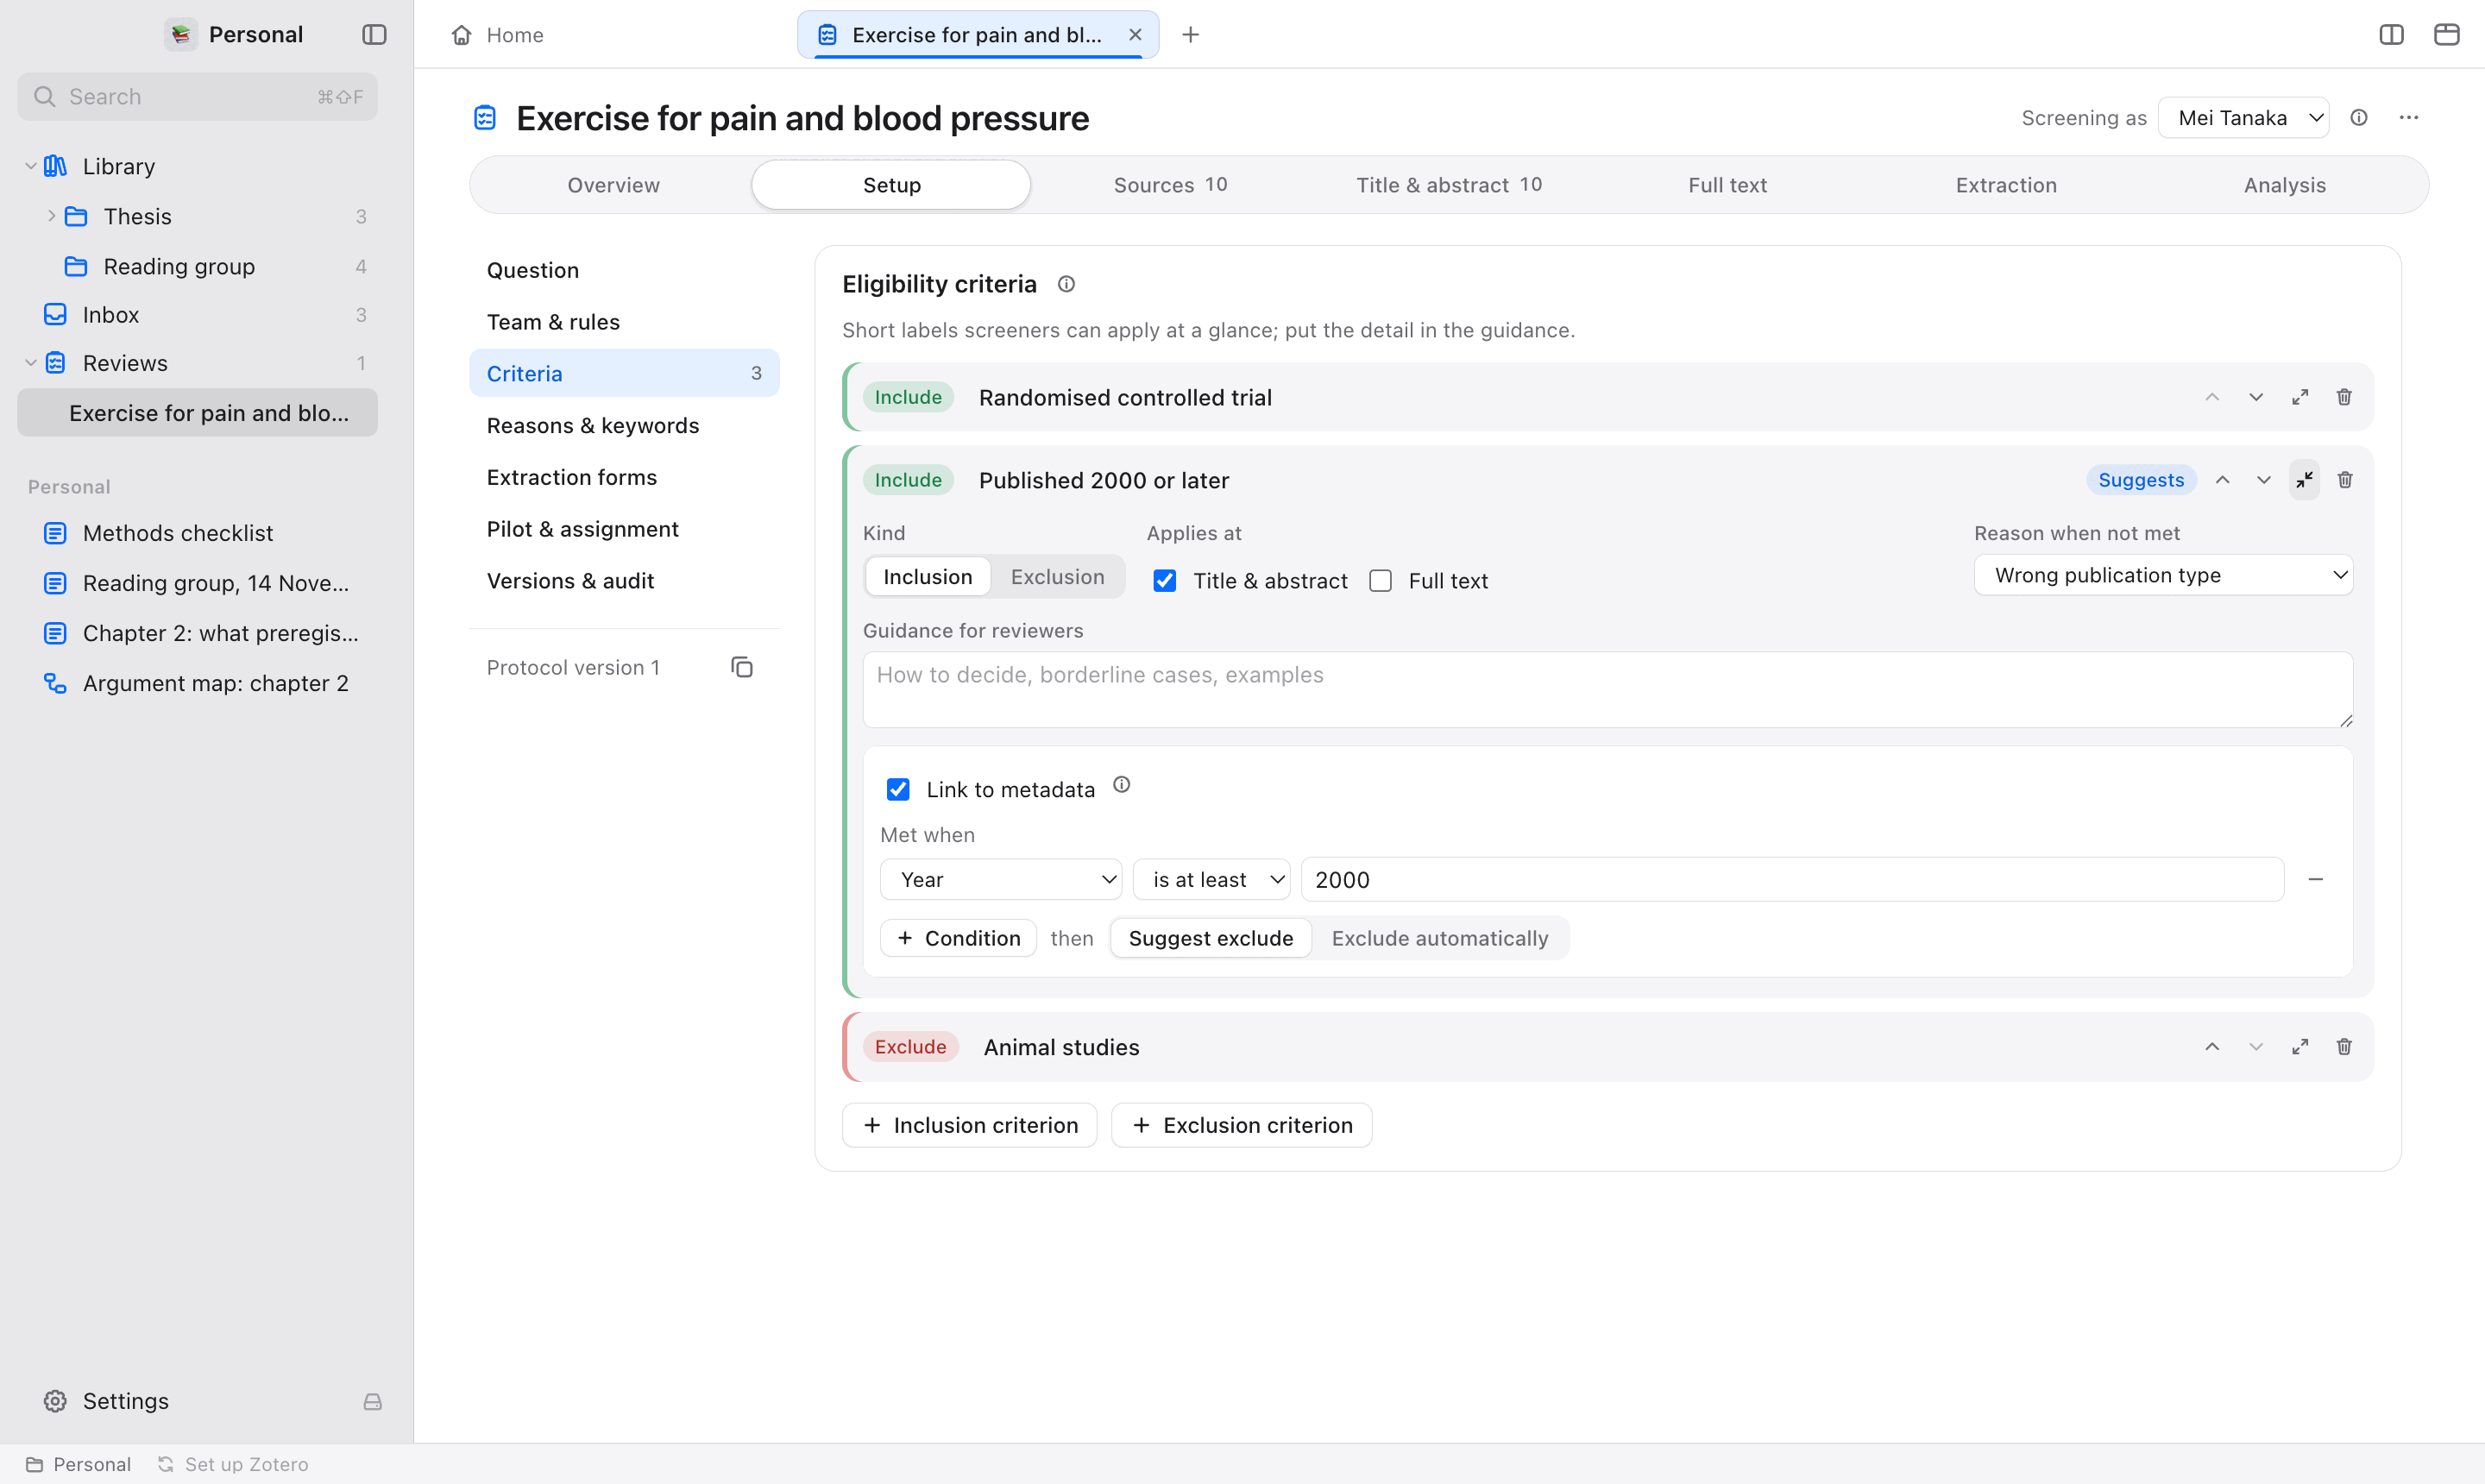 Personal
Search ⌘⇧F
Library
Thesis 3
Reading group 4
Inbox 3
Reviews 1
Exercise for pain and blo...
Personal
Methods checklist
Reading group, 14 Nove...
Chapter 2: what preregis...
Argument map: chapter 2
Settings
Home
Exercise for pain and bl...
Exercise for pain and blood pressure
Screening as Mei Tanaka
Overview Setup Sources 10 Title & abstract 10 Full text Extraction Analysis
Question
Team & rules
Criteria 3
Reasons & keywords
Extraction forms
Pilot & assignment
Versions & audit
Protocol version 1
Eligibility criteria
Short labels screeners can apply at a glance; put the detail in the guidance.
Include Randomised controlled trial
Include Published 2000 or later Suggests
Kind Applies at Reason when not met
Inclusion Exclusion Title & abstract Full text Wrong publication type
Guidance for reviewers
How to decide, borderline cases, examples
Link to metadata
Met when
Year is at least 2000
+ Condition then Suggest exclude Exclude automatically
Exclude Animal studies
+ Inclusion criterion + Exclusion criterion
Personal Set up Zotero